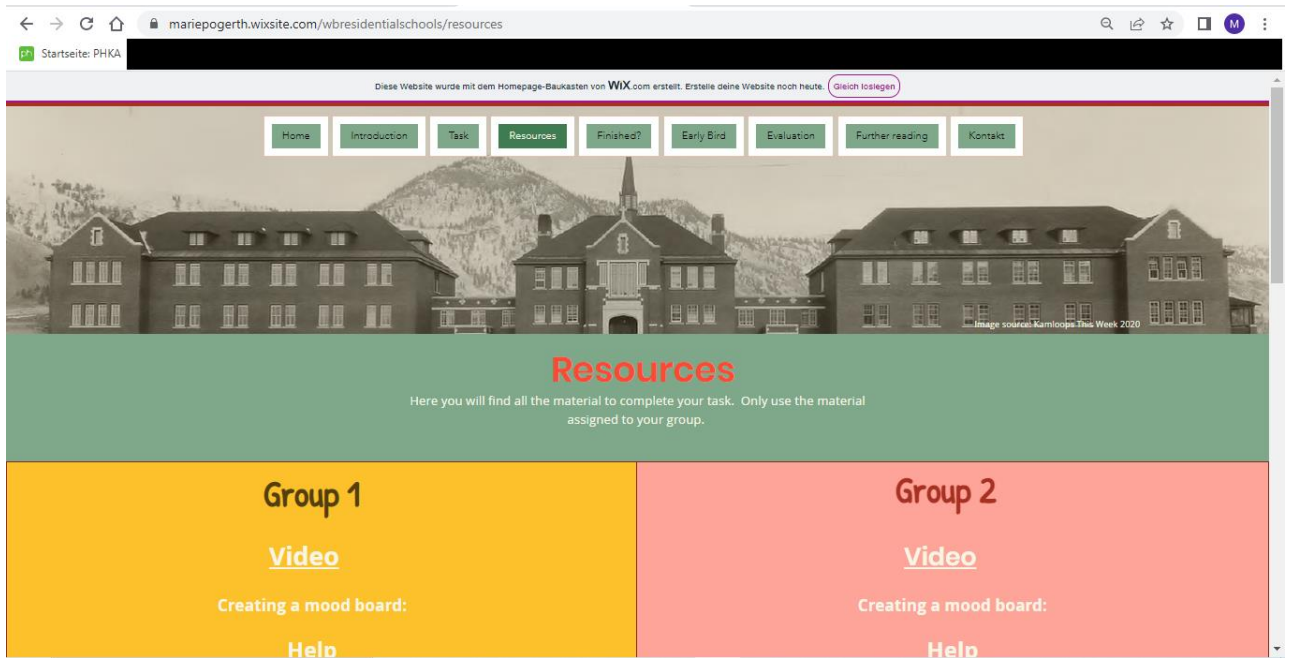 mariepogerth.wixsite.com/wbresidentialschools/resources
M
ph Startseite: PHKA
Diese Website wurde mit dem Homepage-Baukasten von WiX.com erstellt. Erstelle deine Website noch heute. Gleich loslegen
Home Introduction Task Resources Finished? Early Bird Evaluation Further reading Kontakt
Image source: Kamloops This Week 2020
Resources
Here you will find all the material to complete your task. Only use the material
assigned to your group.
Group 1
Video
Creating a mood board:
Help
Group 2
Video
Creating a mood board:
Help